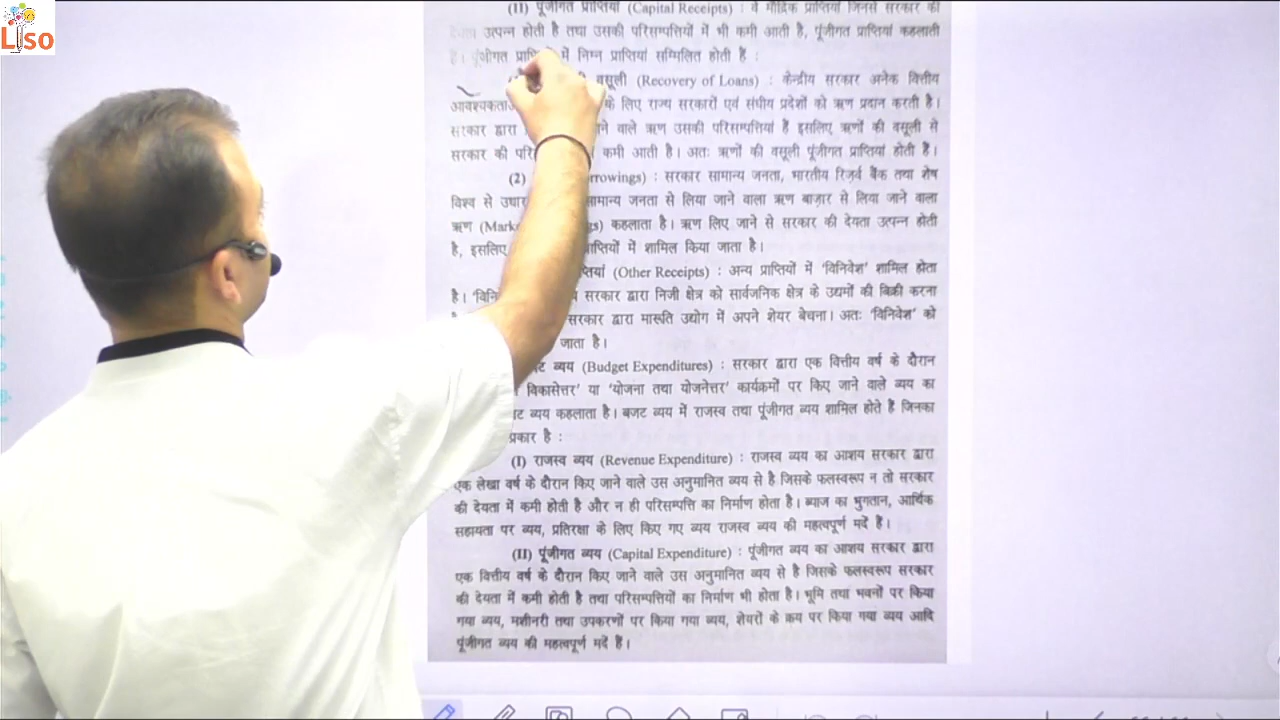 Liso
(II) पूंजीगत प्राप्तियां (Capital Receipts) : वे मौद्रिक प्राप्तियां जिनसे सरकार की
उत्पन्न होती है तथा उसकी परिसम्पत्तियों में भी कमी आती है, पूंजीगत प्राप्तियां कहलाती
हैं। पूंजीगत में निम्न प्राप्तियां सम्मिलित होती हैं :
वसूली (Recovery of Loans) : केन्द्रीय सरकार अनेक वित्तीय
के लिए राज्य सरकारों एवं संघीय प्रदेशों को ऋण प्रदान करती है।
सरकार द्वारा वाले ऋण उसकी परिसम्पत्तियां हैं इसलिए ऋणों की वसूली से
सरकार की कमी आती है। अतः ऋणों की वसूली पूंजीगत प्राप्तियां होती हैं।
(2) rrowings) : सरकार सामान्य जनता, भारतीय रिज़र्व बैंक तथा शेष
विश्व से सामान्य जनता से लिया जाने वाला ऋण बाज़ार से लिया जाने वाला
ऋण (Mark gs) कहलाता है। ऋण लिए जाने से सरकार की देयता उत्पन्न होती
है, इसलिए प्राप्तियों में शामिल किया जाता है।
प्तियां (Other Receipts) : अन्य प्राप्तियों में 'विनिवेश' शामिल होता
है। सरकार द्वारा निजी क्षेत्र को सार्वजनिक क्षेत्र के उद्यमों की बिक्री करना
सरकार द्वारा मारूति उद्योग में अपने शेयर बेचना। अतः 'विनिवेश' को
जाता है।
व्यय (Budget Expenditures) : सरकार द्वारा एक वित्तीय वर्ष के दौरान
विकासेत्तर' या 'योजना तथा योजनेत्तर' कार्यक्रमों पर किए जाने वाले व्यय का
व्यय कहलाता है। बजट व्यय में राजस्व तथा पूंजीगत व्यय शामिल होते हैं जिनका
प्रकार है :
(I) राजस्व व्यय (Revenue Expenditure) : राजस्व व्यय का आशय सरकार द्वारा
एक लेखा वर्ष के दौरान किए जाने वाले उस अनुमानित व्यय से है जिसके फलस्वरूप न तो सरकार
की देयता में कमी होती है और न ही परिसम्पत्ति का निर्माण होता है। ब्याज का भुगतान, आर्थिक
सहायता पर व्यय, प्रतिरक्षा के लिए किए गए व्यय राजस्व व्यय की महत्वपूर्ण मदें हैं।
(II) पूंजीगत व्यय (Capital Expenditure) : पूंजीगत व्यय का आशय सरकार द्वारा
एक वित्तीय वर्ष के दौरान किए जाने वाले उस अनुमानित व्यय से है जिसके फलस्वरूप सरकार
की देयता में कमी होती है तथा परिसम्पत्तियों का निर्माण भी होता है। भूमि तथा भवनों पर किया
गया व्यय, मशीनरी तथा उपकरणों पर किया गया व्यय, शेयरों के क्रय पर किया गया व्यय आदि
पूंजीगत व्यय की महत्वपूर्ण मदें हैं।